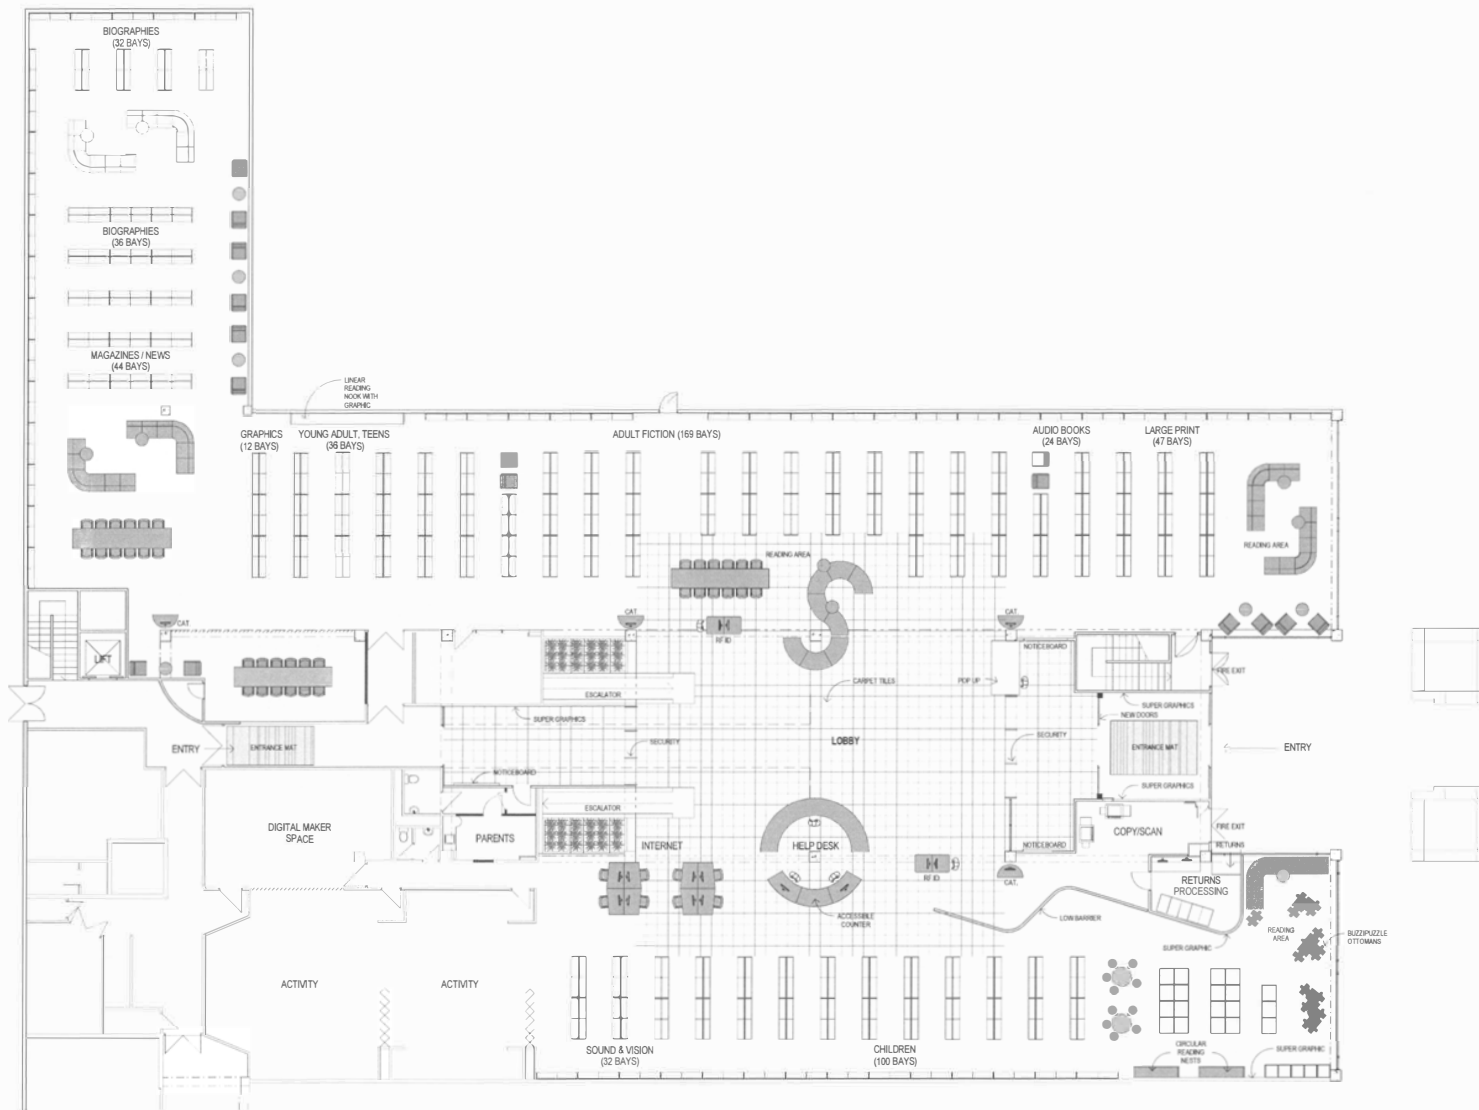 BIOGRAPHIES
(32 BAYS)
BIOGRAPHIES
(36 BAYS)
MAGAZINES / NEWS
(44 BAYS)
LINEAR
READING
NOOK WITH
GRAPHIC
GRAPHICS
(12 BAYS)
YOUNG ADULT, TEENS
(36 BAYS)
ADULT FICTION (169 BAYS)
AUDIO BOOKS
(24 BAYS)
LARGE PRINT
(47 BAYS)
READING AREA
READING AREA
CAT.
CAT.
RFID
CAT.
LIFT
NOTICEBOARD
FIRE EXIT
ESCALATOR
CARPET TILES
POP UP
SUPER GRAPHICS
SUPER GRAPHICS
NEW DOORS
ENTRY
ENTRANCE MAT
SECURITY
LOBBY
SECURITY
ENTRANCE MAT
ENTRY
NOTICEBOARD
SUPER GRAPHICS
ESCALATOR
DIGITAL MAKER
SPACE
PARENTS
INTERNET
HELP DESK
NOTICEBOARD
COPY/SCAN
FIRE EXIT
RETURNS
RFID
CAT.
RETURNS
PROCESSING
ACCESSIBLE
COUNTER
LOW BARRIER
SUPER GRAPHIC
READING
AREA
BUZZIPUZZLE
OTTOMANS
ACTIVITY
ACTIVITY
SOUND & VISION
(32 BAYS)
CHILDREN
(100 BAYS)
CIRCULAR
READING
NESTS
SUPER GRAPHIC